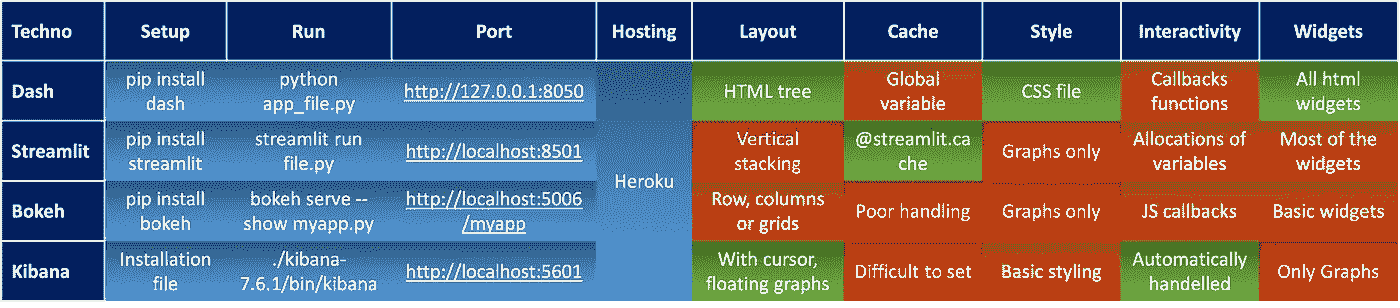 Techno Setup Run Port Hosting Layout Cache Style Interactivity Widgets
Dash
pip install
dash
python
app_file.py
http://127.0.0.1:8050
HTML tree
Global
variable
CSS file
Callbacks
functions
All html
widgets
Streamlit
pip install
streamlit
streamlit run
file.py
http://localhost:8501
Heroku
Vertical
stacking
@streamlit.ca
che
Graphs only
Allocations of
variables
Most of the
widgets
Bokeh
pip install
bokeh
bokeh serve --
show myapp.py
http://localhost:5006
/myapp
Row, columns
or grids
Poor handling
Graphs only
JS callbacks
Basic widgets
Kibana
Installation
file
./kibana-
7.6.1/bin/kibana
http://localhost:5601
With cursor,
floating graphs
Difficult to set
Basic styling
Automatically
handelled
Only Graphs